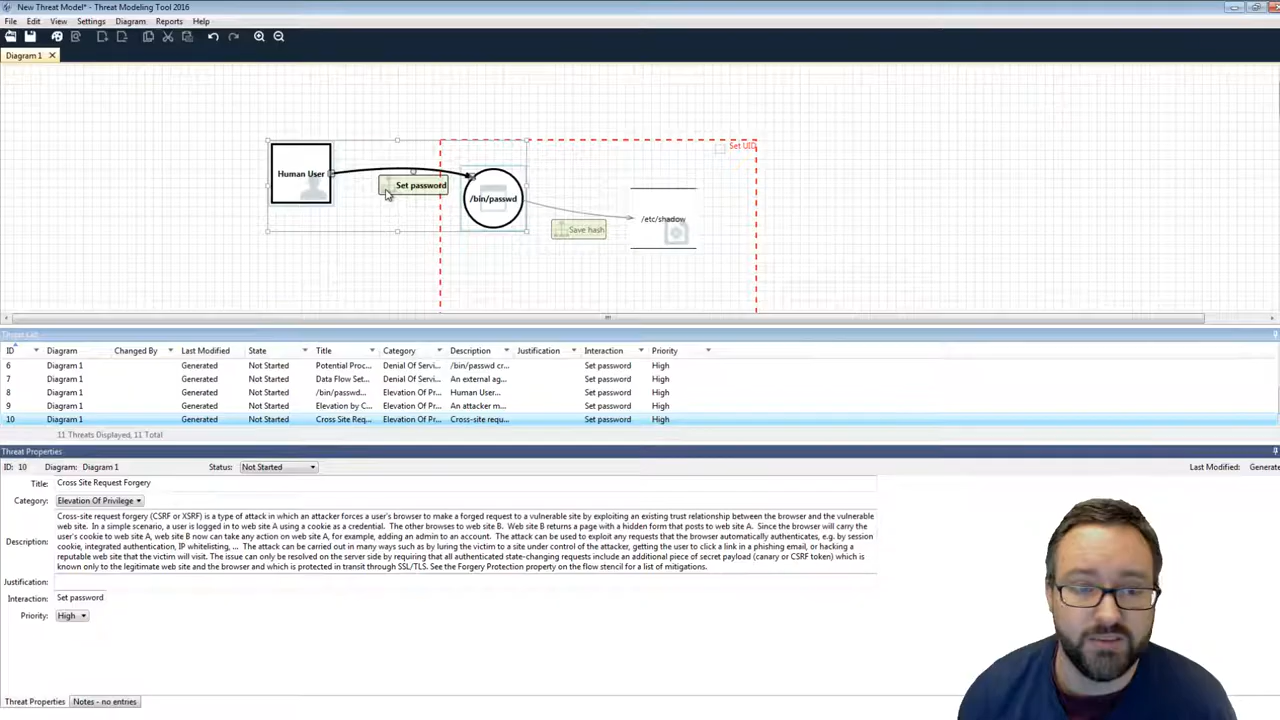 New Threat Model* - Threat Modeling Tool 2016
File Edit View Settings Diagram Reports Help
Diagram 1
Set UID
Human User
Set password
/bin/passwd
/etc/shadow
Save hash
Threat List
ID Diagram Changed By Last Modified State Title Category Description Justification Interaction Priority
6 Diagram 1 Generated Not Started Potential Proc... Denial Of Servi... /bin/passwd cr... Set password High
7 Diagram 1 Generated Not Started Data Flow Set... Denial Of Servi... An external ag... Set password High
8 Diagram 1 Generated Not Started /bin/passwd... Elevation Of Pr... Human User... Set password High
9 Diagram 1 Generated Not Started Elevation by C... Elevation Of Pr... An attacker m... Set password High
10 Diagram 1 Generated Not Started Cross Site Req... Elevation Of Pr... Cross-site requ... Set password High
11 Threats Displayed, 11 Total
Threat Properties
ID: 10 Diagram: Diagram 1 Status: Not Started Last Modified: Generate
Title: Cross Site Request Forgery
Category: Elevation Of Privilege
Description: Cross-site request forgery (CSRF or XSRF) is a type of attack in which an attacker forces a user's browser to make a forged request to a vulnerable site by exploiting an existing trust relationship between the browser and the vulnerable
web site. In a simple scenario, a user is logged in to web site A using a cookie as a credential. The other browses to web site B. Web site B returns a page with a hidden form that posts to web site A. Since the browser will carry the
user's cookie to web site A, web site B now can take any action on web site A, for example, adding an admin to an account. The attack can be used to exploit any requests that the browser automatically authenticates, e.g. by session
cookie, integrated authentication, IP whitelisting, ... The attack can be carried out in many ways such as by luring the victim to a site under control of the attacker, getting the user to click a link in a phishing email, or hacking a
reputable web site that the victim will visit. The issue can only be resolved on the server side by requiring that all authenticated state-changing requests include an additional piece of secret payload (canary or CSRF token) which is
known only to the legitimate web site and the browser and which is protected in transit through SSL/TLS. See the Forgery Protection property on the flow stencil for a list of mitigations.
Justification:
Interaction: Set password
Priority: High
Threat Properties Notes - no entries